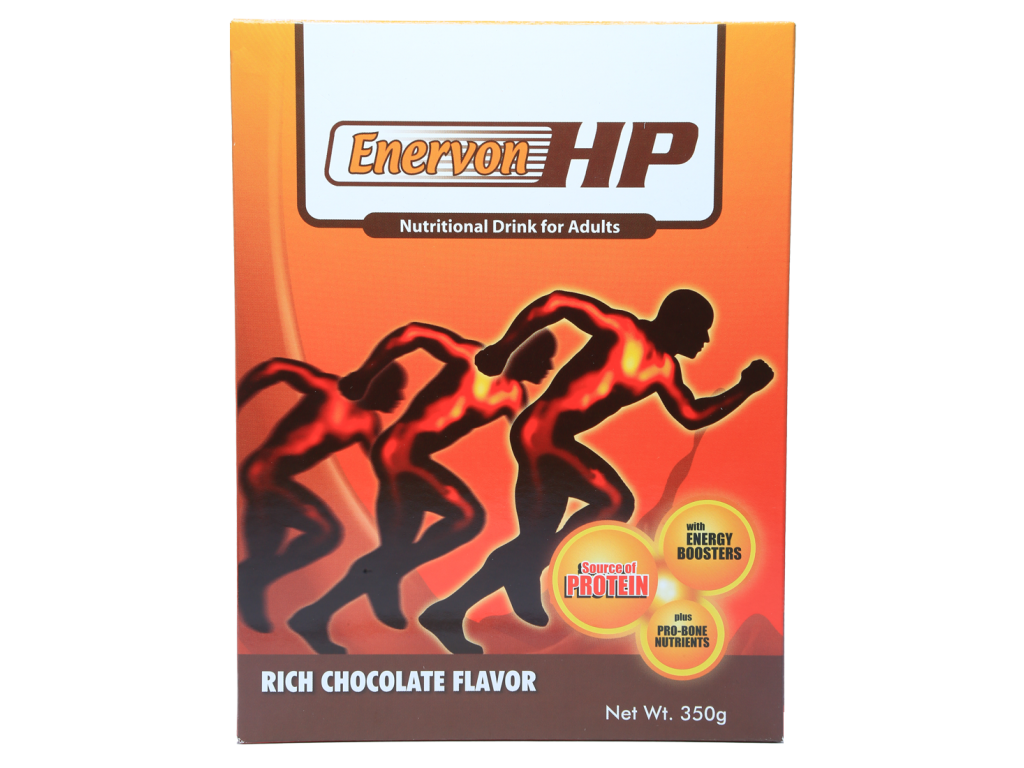 Enervon HP
Nutritional Drink for Adults
with
ENERGY
BOOSTERS
Source of
PROTEIN
plus
PRO-BONE
NUTRIENTS
RICH CHOCOLATE FLAVOR
Net Wt. 350g